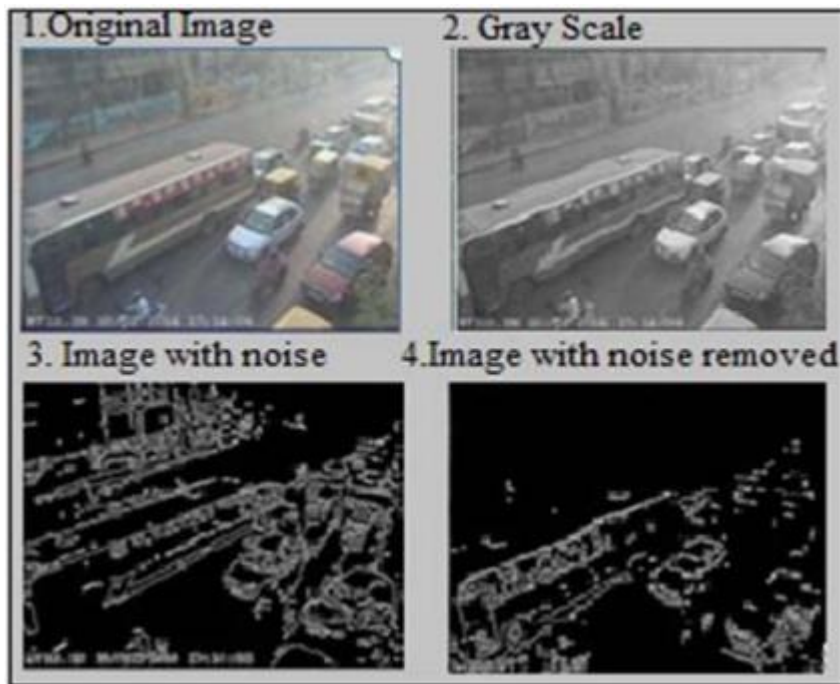 1.Original Image
2. Gray Scale
3. Image with noise
4.Image with noise removed